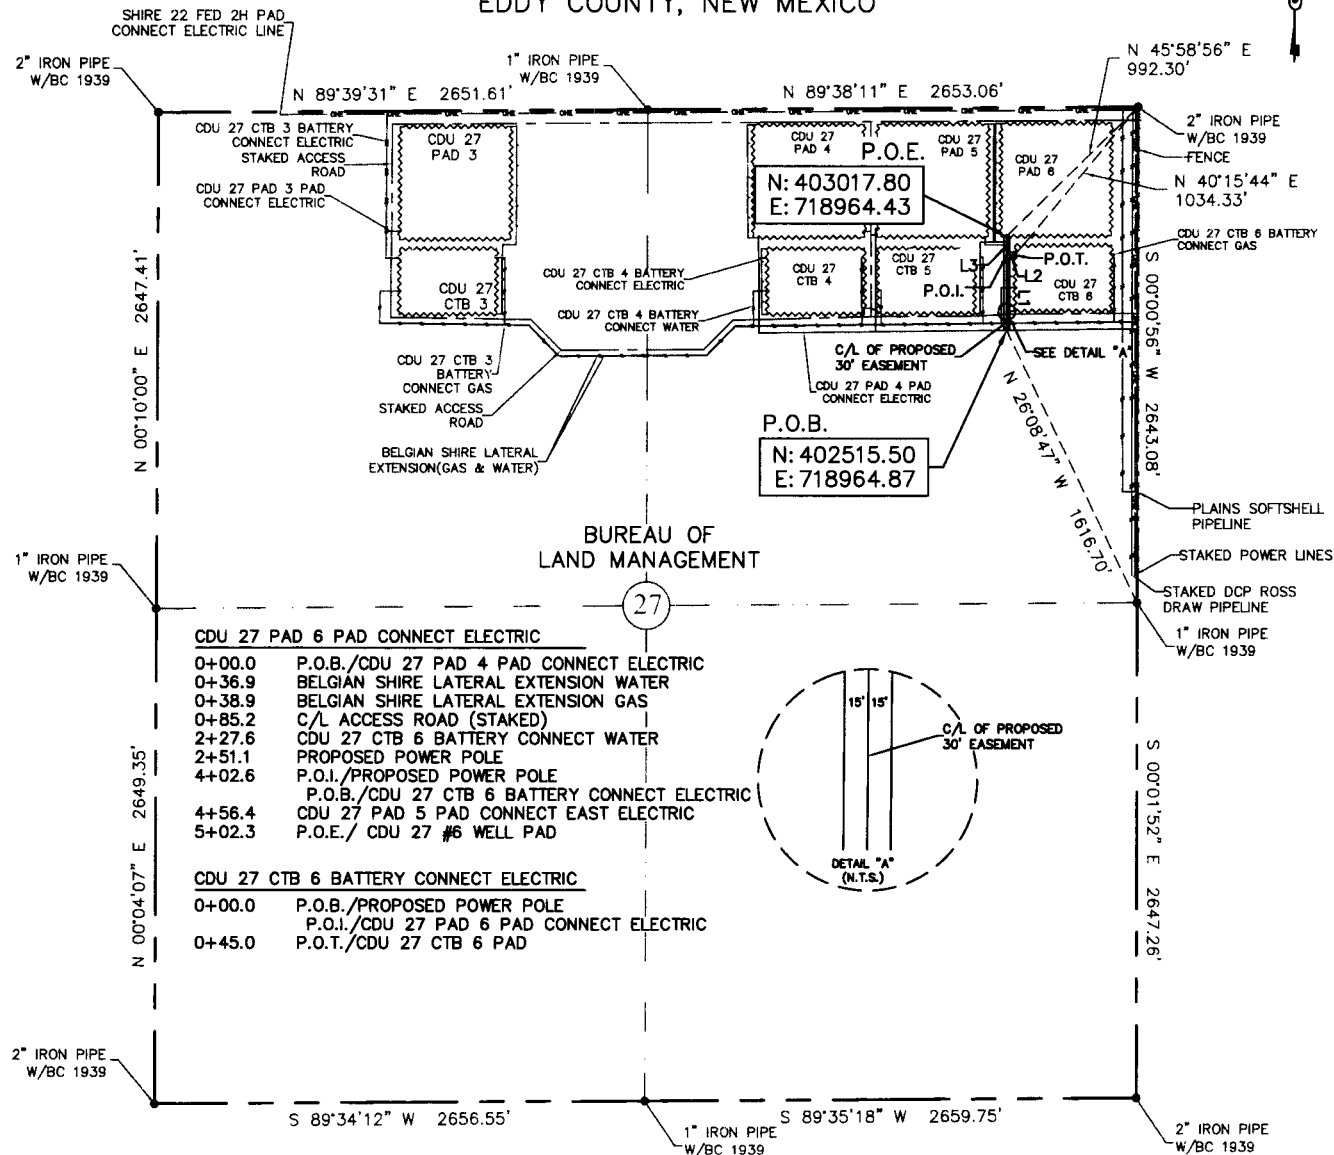 EDDY COUNTY, NEW MEXICO
SHIRE 22 FED 2H PAD
CONNECT ELECTRIC LINE
2" IRON PIPE
W/BC 1939
1" IRON PIPE
W/BC 1939
N 45°58'56" E
992.30'
N 89°39'31" E 2651.61'
N 89°38'11" E 2653.06'
2" IRON PIPE
W/BC 1939
FENCE
N 40°15'44" E
1034.33'
CDU 27 CTB 3 BATTERY
CONNECT ELECTRIC
STAKED ACCESS
ROAD
CDU 27 PAD 3 PAD
CONNECT ELECTRIC
CDU 27
PAD 3
CDU 27
PAD 4
CDU 27
PAD 5
CDU 27
PAD 6
P.O.E.
N: 403017.80
E: 718964.43
CDU 27 CTB 6 BATTERY
CONNECT GAS
CDU 27
CTB 3
CDU 27 CTB 4 BATTERY
CONNECT ELECTRIC
CDU 27
CTB 4
CDU 27
CTB 5
L3
P.O.T.
L2
P.O.I.
L1
CDU 27
CTB 6
CDU 27 CTB 4 BATTERY
CONNECT WATER
C/L OF PROPOSED
30' EASEMENT
SEE DETAIL "A"
CDU 27 CTB 3
BATTERY
CONNECT GAS
CDU 27 PAD 4 PAD
CONNECT ELECTRIC
STAKED ACCESS
ROAD
BELGIAN SHIRE LATERAL
EXTENSION(GAS & WATER)
P.O.B.
N: 402515.50
E: 718964.87
N 26°08'47" W 1616.70'
N 00°10'00" E 2647.41'
S 00°00'56" W 2643.08'
PLAINS SOFTSHELL
PIPELINE
STAKED POWER LINES
STAKED DCP ROSS
DRAW PIPELINE
BUREAU OF
LAND MANAGEMENT
1" IRON PIPE
W/BC 1939
27
1" IRON PIPE
W/BC 1939
CDU 27 PAD 6 PAD CONNECT ELECTRIC
0+00.0 P.O.B./CDU 27 PAD 4 PAD CONNECT ELECTRIC
0+36.9 BELGIAN SHIRE LATERAL EXTENSION WATER
0+38.9 BELGIAN SHIRE LATERAL EXTENSION GAS
0+85.2 C/L ACCESS ROAD (STAKED)
2+27.6 CDU 27 CTB 6 BATTERY CONNECT WATER
2+51.1 PROPOSED POWER POLE
4+02.6 P.O.I./PROPOSED POWER POLE
P.O.B./CDU 27 CTB 6 BATTERY CONNECT ELECTRIC
4+56.4 CDU 27 PAD 5 PAD CONNECT EAST ELECTRIC
5+02.3 P.O.E./ CDU 27 #6 WELL PAD
CDU 27 CTB 6 BATTERY CONNECT ELECTRIC
0+00.0 P.O.B./PROPOSED POWER POLE
P.O.I./CDU 27 PAD 6 PAD CONNECT ELECTRIC
0+45.0 P.O.T./CDU 27 CTB 6 PAD
15' 15'
C/L OF PROPOSED
30' EASEMENT
DETAIL "A"
(N.T.S.)
N 00°04'07" E 2649.35'
S 00°01'52" E 2647.26'
2" IRON PIPE
W/BC 1939
S 89°34'12" W 2656.55'
1" IRON PIPE
W/BC 1939
S 89°35'18" W 2659.75'
2" IRON PIPE
W/BC 1939